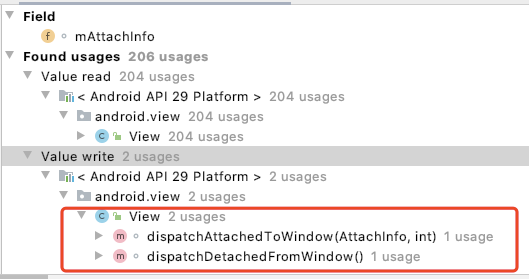 Field
mAttachInfo
Found usages 206 usages
Value read 204 usages
< Android API 29 Platform > 204 usages
android.view 204 usages
View 204 usages
Value write 2 usages
< Android API 29 Platform > 2 usages
android.view 2 usages
View 2 usages
dispatchAttachedToWindow(AttachInfo, int) 1 usage
dispatchDetachedFromWindow() 1 usage